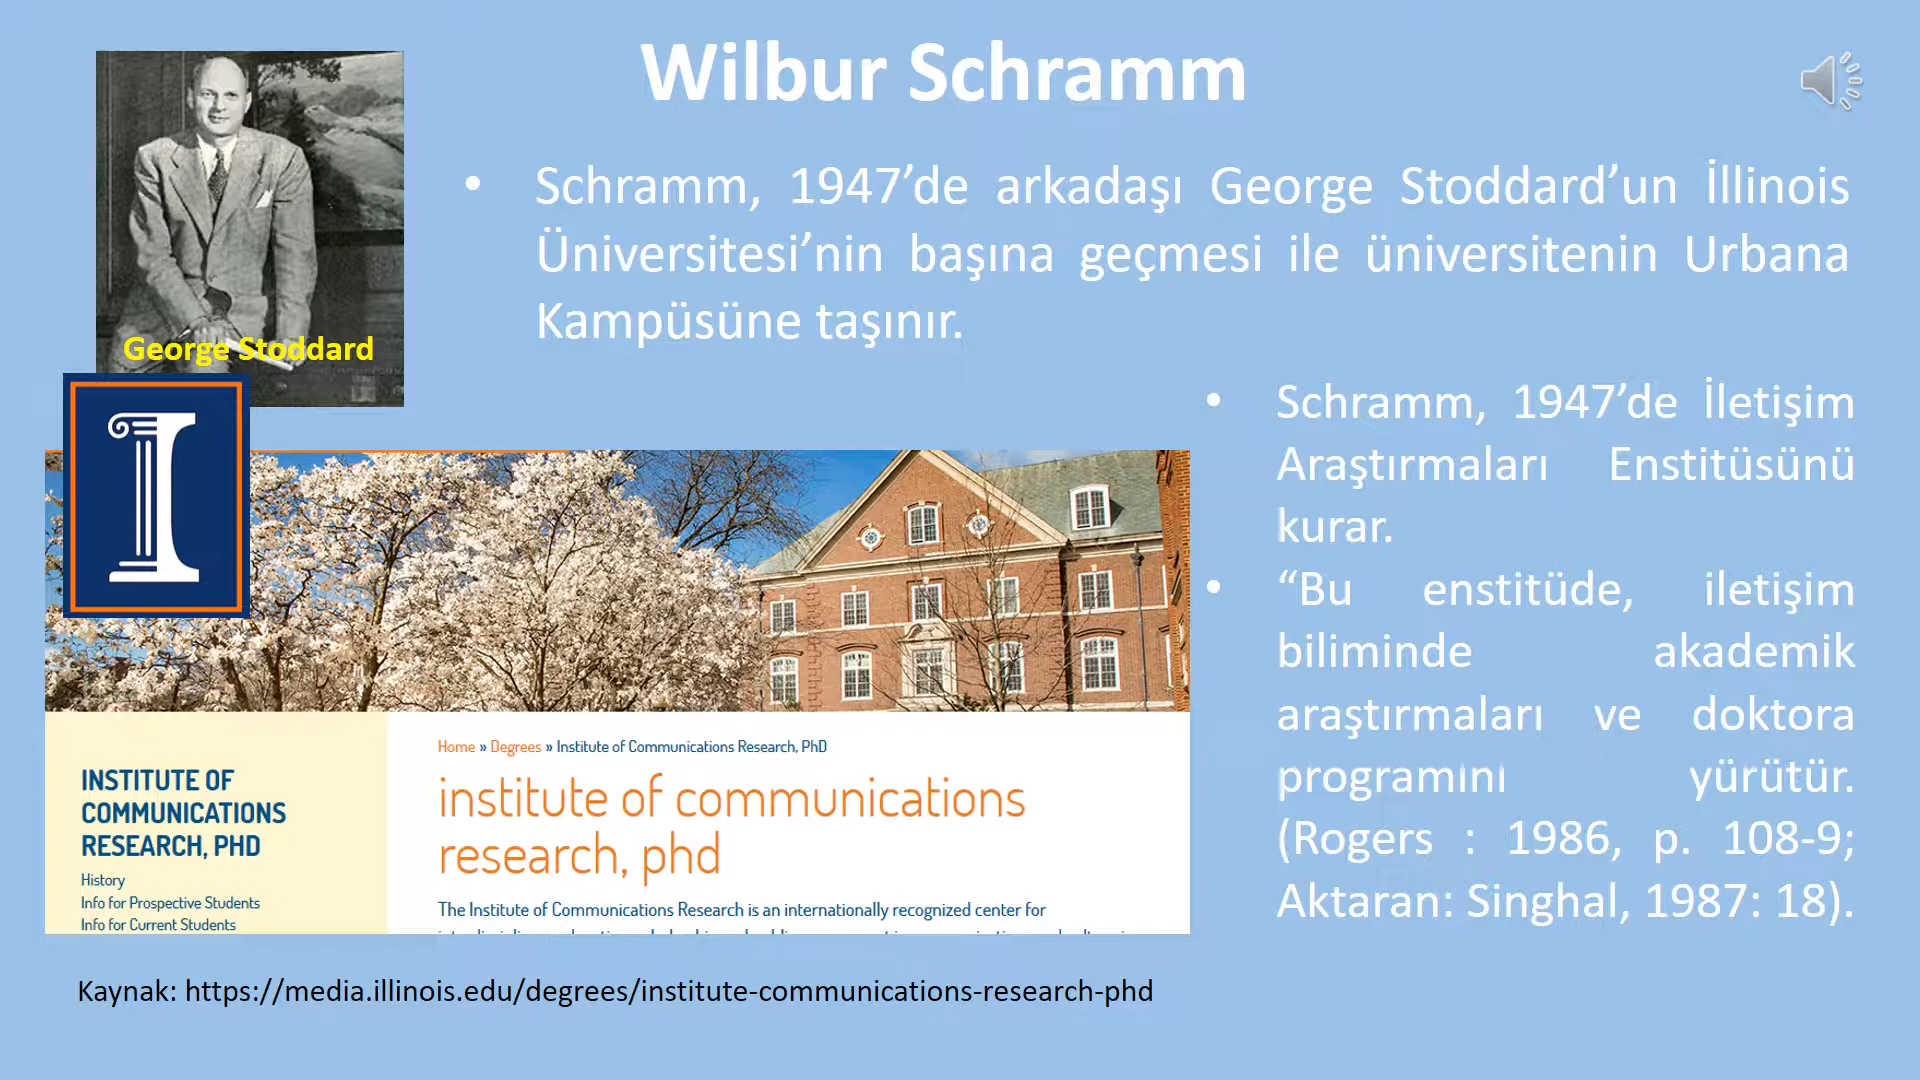 Wilbur Schramm
George Stoddard
• Schramm, 1947’de arkadaşı George Stoddard’un İllinois
Üniversitesi’nin başına geçmesi ile üniversitenin Urbana
Kampüsüne taşınır.
• Schramm, 1947’de İletişim
Araştırmaları Enstitüsünü
kurar.
• “Bu enstitüde, iletişim
biliminde akademik
araştırmaları ve doktora
programını yürütür.
(Rogers : 1986, p. 108-9;
Aktaran: Singhal, 1987: 18).
I
INSTITUTE OF
COMMUNICATIONS
RESEARCH, PHD
History
Info for Prospective Students
Info for Current Students
Home » Degrees » Institute of Communications Research, PhD
institute of communications
research, phd
The Institute of Communications Research is an internationally recognized center for
Kaynak: https://media.illinois.edu/degrees/institute-communications-research-phd